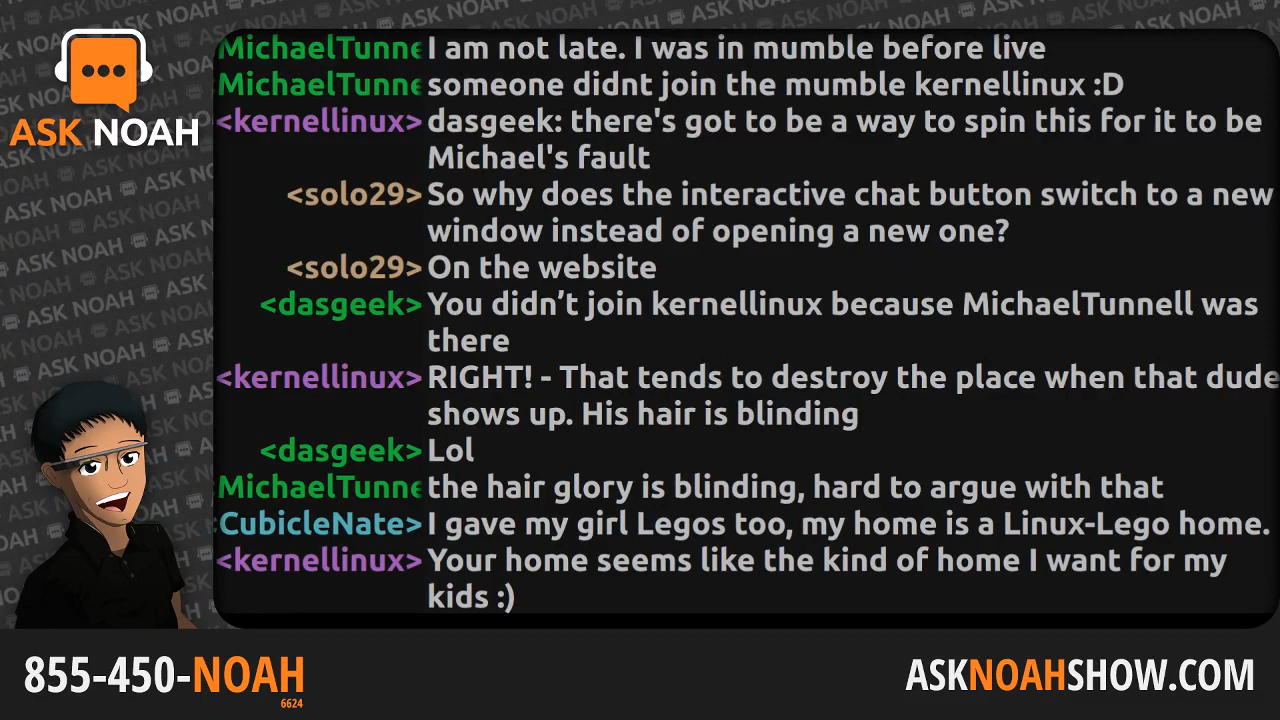 ASK NOAH
MichaelTunne I am not late. I was in mumble before live
MichaelTunne someone didnt join the mumble kernellinux :D
<kernellinux> dasgeek: there's got to be a way to spin this for it to be
Michael's fault
<solo29> So why does the interactive chat button switch to a new
window instead of opening a new one?
<solo29> On the website
<dasgeek> You didn’t join kernellinux because MichaelTunnell was
there
<kernellinux> RIGHT! - That tends to destroy the place when that dude
shows up. His hair is blinding
<dasgeek> Lol
MichaelTunne the hair glory is blinding, hard to argue with that
CubicleNate> I gave my girl Legos too, my home is a Linux-Lego home.
<kernellinux> Your home seems like the kind of home I want for my
kids :)
855-450-NOAH
6624
ASKNOAHSHOW.COM